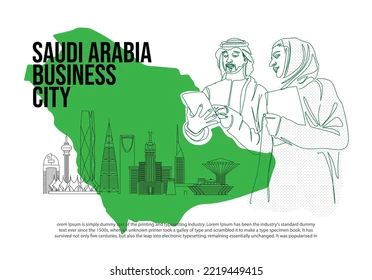 SAUDI ARABIA
BUSINESS
CITY
orem Ipsum is simply dummy text of the printing and typesetting industry. Lorem Ipsum has been the industry's standard dummy
text ever since the 1500s, when an unknown printer took a galley of type and scrambled it to make a type specimen book. It has
survived not only five centuries, but also the leap into electronic typesetting, remaining essentially unchanged. It was popularised in
shutterstock.com · 2219449415